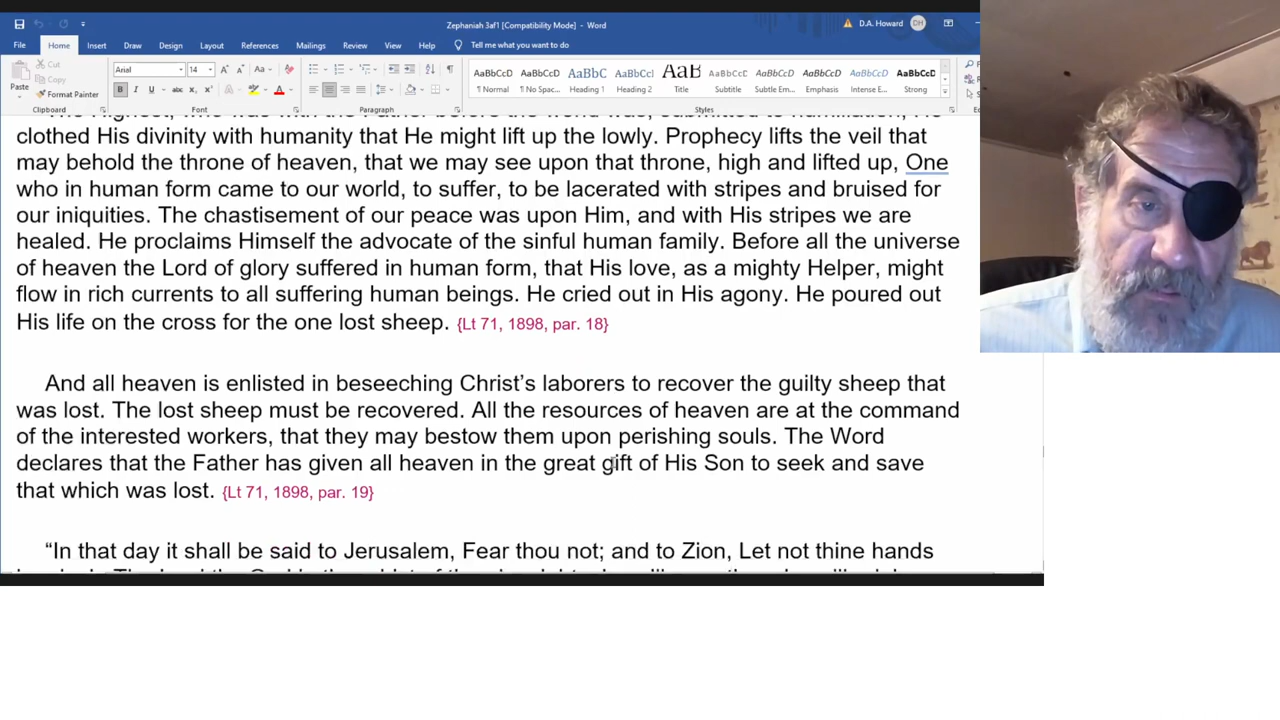 Zephaniah 3af1 [Compatibility Mode] - Word
D.A. Howard
DH
File Home Insert Draw Design Layout References Mailings Review View Help Tell me what you want to do
Paste
Cut
Copy
Format Painter
Arial 14
AaBbCcD AaBbCcD AaBbC AaBbCcI AaB AaBbCcD AaBbCcD AaBbCcD AaBbCcD AaBbCcD
¶ Normal ¶ No Spac... Heading 1 Heading 2 Title Subtitle Subtle Em... Emphasis Intense E... Strong
Clipboard Font Paragraph Styles
clothed His divinity with humanity that He might lift up the lowly. Prophecy lifts the veil that
may behold the throne of heaven, that we may see upon that throne, high and lifted up, One
who in human form came to our world, to suffer, to be lacerated with stripes and bruised for
our iniquities. The chastisement of our peace was upon Him, and with His stripes we are
healed. He proclaims Himself the advocate of the sinful human family. Before all the universe
of heaven the Lord of glory suffered in human form, that His love, as a mighty Helper, might
flow in rich currents to all suffering human beings. He cried out in His agony. He poured out
His life on the cross for the one lost sheep. {Lt 71, 1898, par. 18}
And all heaven is enlisted in beseeching Christ’s laborers to recover the guilty sheep that
was lost. The lost sheep must be recovered. All the resources of heaven are at the command
of the interested workers, that they may bestow them upon perishing souls. The Word
declares that the Father has given all heaven in the great gift of His Son to seek and save
that which was lost. {Lt 71, 1898, par. 19}
“In that day it shall be said to Jerusalem, Fear thou not; and to Zion, Let not thine hands